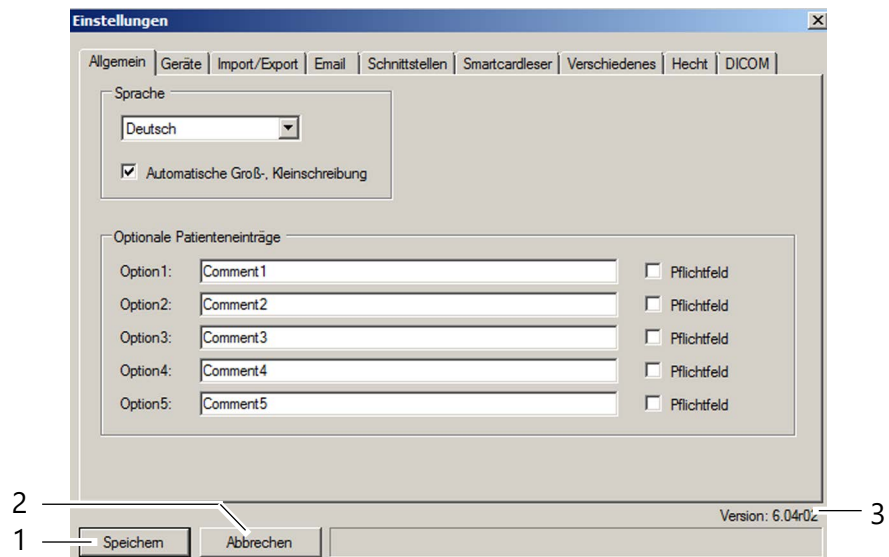 Einstellungen
Allgemein Geräte Import/Export Email Schnittstellen Smartcardleser Verschiedenes Hecht DICOM
Sprache
Deutsch
Automatische Groß-, Kleinschreibung
Optionale Patienteneinträge
Option1: Comment1 Pflichtfeld
Option2: Comment2 Pflichtfeld
Option3: Comment3 Pflichtfeld
Option4: Comment4 Pflichtfeld
Option5: Comment5 Pflichtfeld
2
Version: 6.04r02 3
1 Speichern Abbrechen